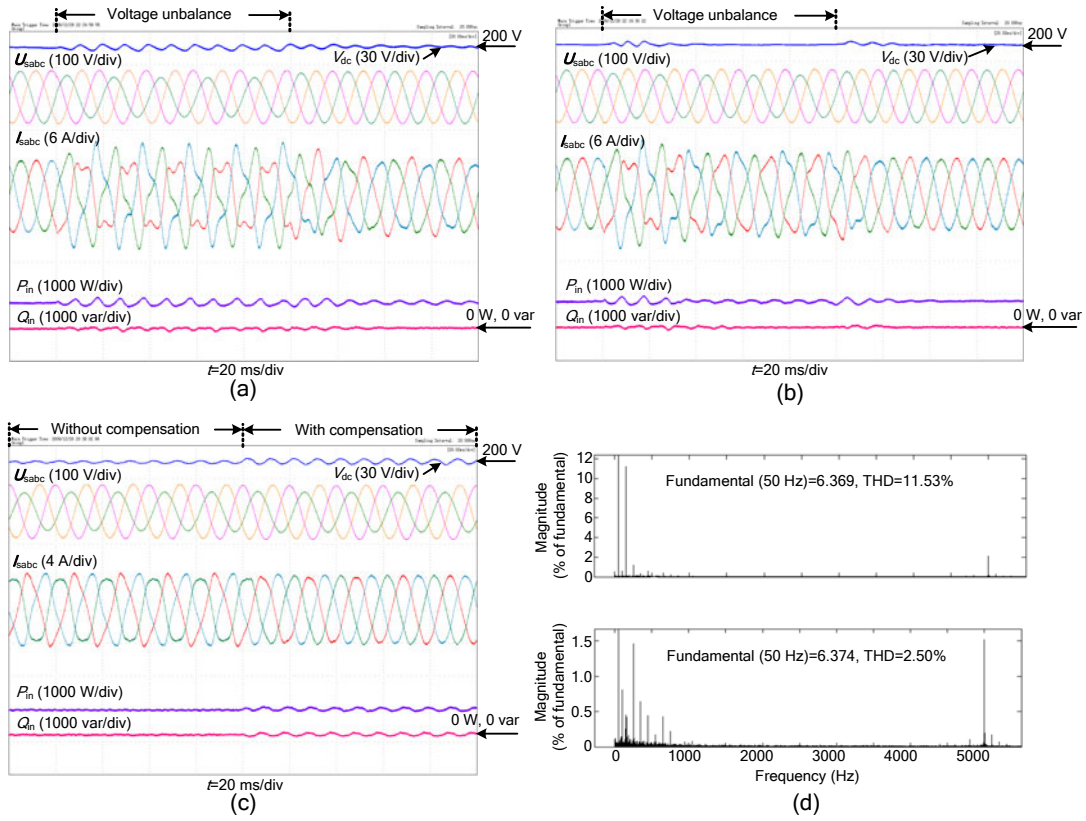 Voltage unbalance
200 V
Usabc (100 V/div)
Vdc (30 V/div)
Isabc (6 A/div)
Pin (1000 W/div)
Qin (1000 var/div)
0 W, 0 var
t=20 ms/div
(a)
Voltage unbalance
200 V
Usabc (100 V/div)
Vdc (30 V/div)
Isabc (6 A/div)
Pin (1000 W/div)
Qin (1000 var/div)
0 W, 0 var
t=20 ms/div
(b)
Without compensation
With compensation
200 V
Usabc (100 V/div)
Vdc (30 V/div)
Isabc (4 A/div)
Pin (1000 W/div)
Qin (1000 var/div)
0 W, 0 var
t=20 ms/div
(c)
Magnitude
(% of fundamental)
12
10
8
6
4
2
0
Fundamental (50 Hz)=6.369, THD=11.53%
Magnitude
(% of fundamental)
1.5
1.0
0.5
0
Fundamental (50 Hz)=6.374, THD=2.50%
0 1000 2000 3000 4000 5000
Frequency (Hz)
(d)